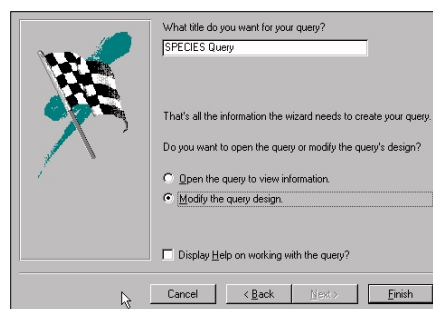 What title do you want for your query?
SPECIES Query
That's all the information the wizard needs to create your query.
Do you want to open the query or modify the query's design?
Open the query to view information.
Modify the query design.
Display Help on working with the query?
Cancel
< Back
Next >
Finish